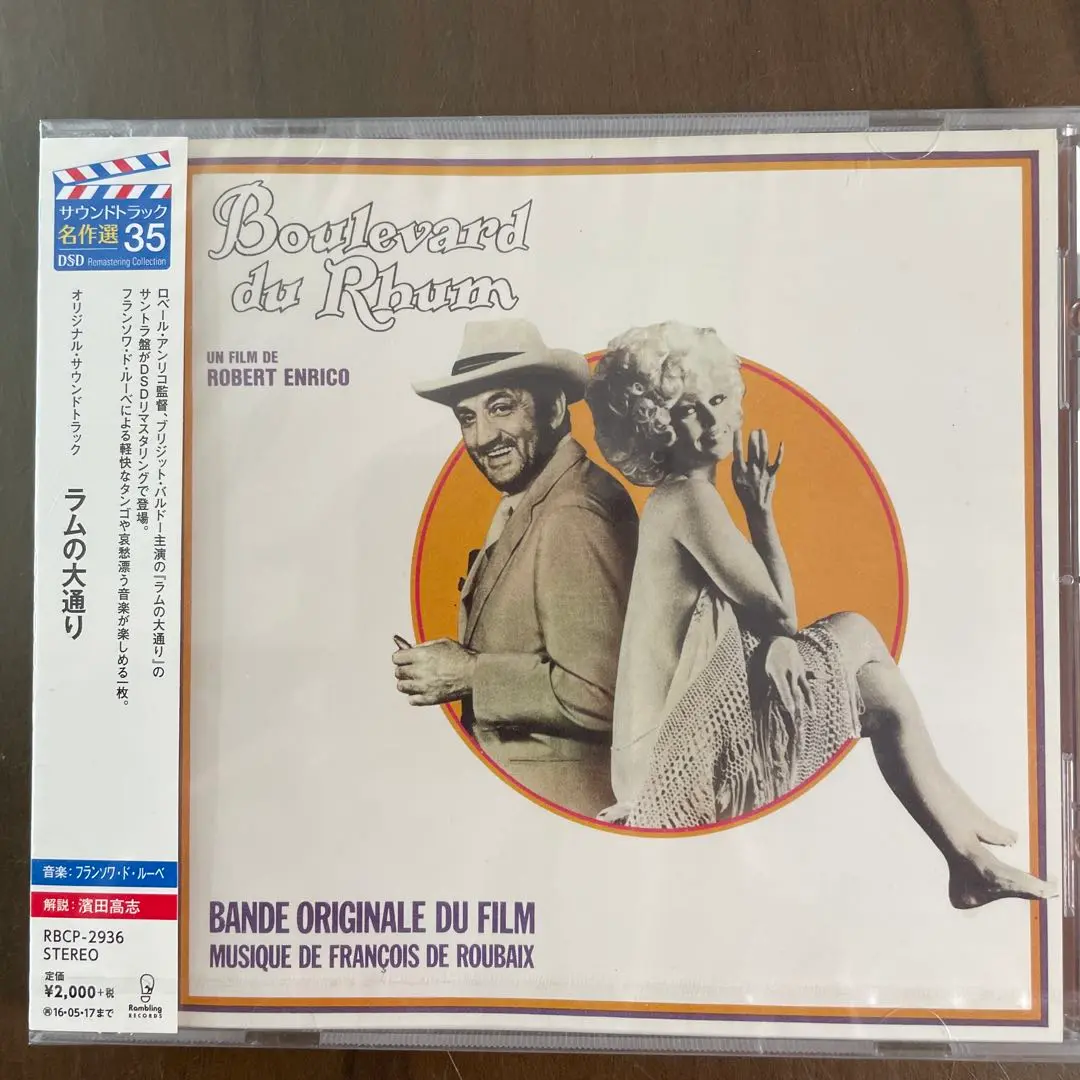 サウンドトラック
名作選 35
DSD Remastering Collection
ロベール・アンリコ監督、ブリジット・バルドー主演の『ラムの大通り』の
サントラ盤がDSDリマスタリングで登場。
フランソワ・ド・ルーベによる軽快なタンゴや哀愁漂う音楽が楽しめる一枚。
オリジナル・サウンドトラック
ラムの大通り
音楽：フランソワ・ド・ルーベ
解説：濱田高志
RBCP-2936
STEREO
定価
¥2,000+税
㋐16・05・17まで
Rambling
RECORDS
Boulevard
du Rhum
UN FILM DE
ROBERT ENRICO
BANDE ORIGINALE DU FILM
MUSIQUE DE FRANÇOIS DE ROUBAIX